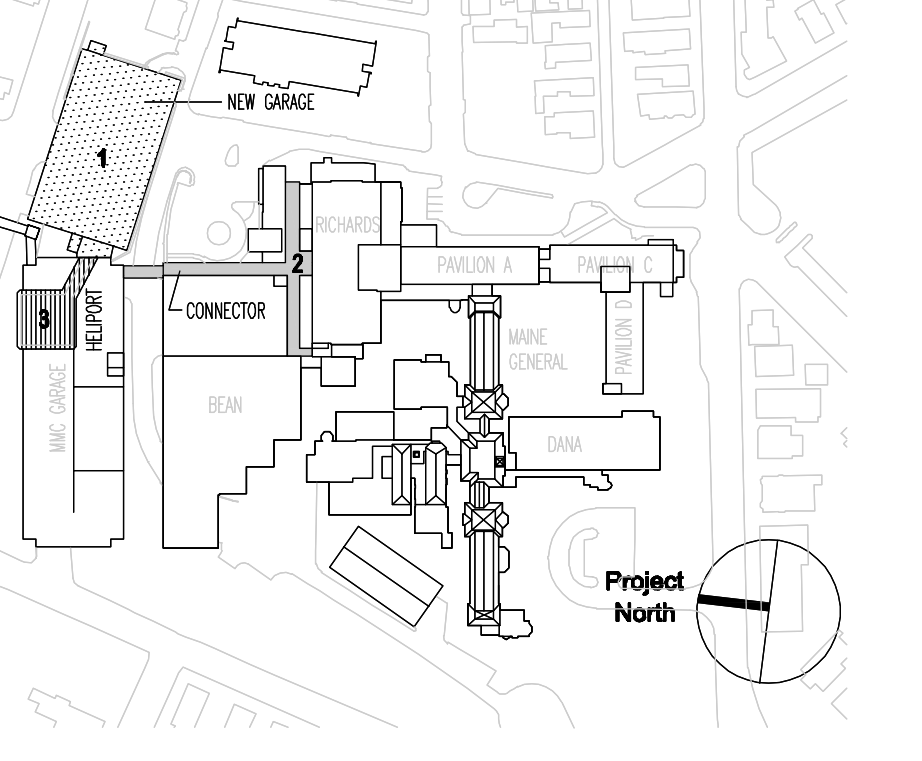 NEW GARAGE
1
RICHARDS
2
PAVILION A
PAVILION C
CONNECTOR
3
HELIPORT
MAINE
GENERAL
PAVILION D
MMC GARAGE
BEAN
DANA
Project
North